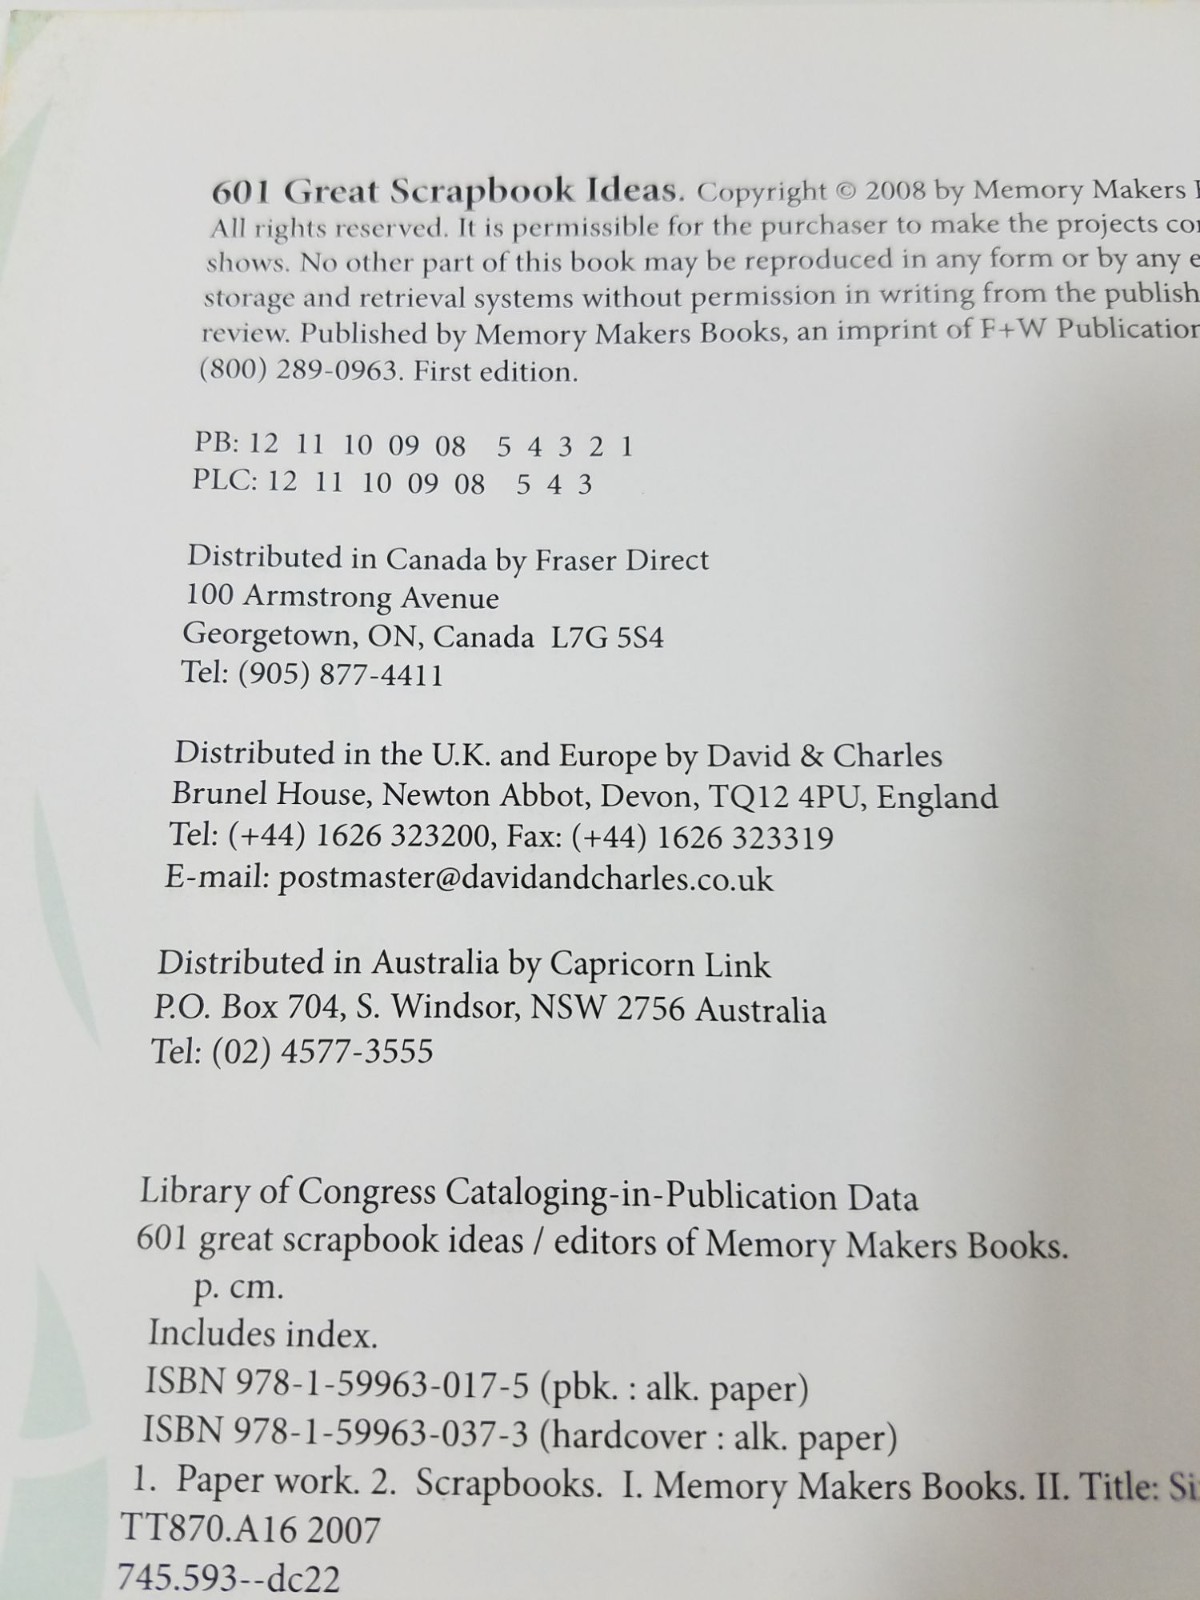 601 Great Scrapbook Ideas. Copyright © 2008 by Memory Makers
All rights reserved. It is permissible for the purchaser to make the projects
shows. No other part of this book may be reproduced in any form or by any
storage and retrieval systems without permission in writing from the
review. Published by Memory Makers Books, an imprint of F+W
(800) 289-0963. First edition.
PB: 12 11 10 09 08 5 4 3 2 1
PLC: 12 11 10 09 08 5 4 3
Distributed in Canada by Fraser Direct
100 Armstrong Avenue
Georgetown, ON, Canada L7G 5S4
Tel: (905) 877-4411
Distributed in the U.K. and Europe by David & Charles
Brunel House, Newton Abbot, Devon, TQ12 4PU, England
Tel: (+44) 1626 323200, Fax: (+44) 1626 323319
E-mail: postmaster@davidandcharles.co.uk
Distributed in Australia by Capricorn Link
P.O. Box 704, S. Windsor, NSW 2756 Australia
Tel: (02) 4577-3555
Library of Congress Cataloging-in-Publication Data
601 great scrapbook ideas / editors of Memory Makers Books.
p. cm.
Includes index.
ISBN 978-1-59963-017-5 (pbk. : alk. paper)
ISBN 978-1-59963-037-3 (hardcover : alk. paper)
1. Paper work. 2. Scrapbooks. I. Memory Makers Books. II. Title:
TT870.A16 2007
745.593--dc22